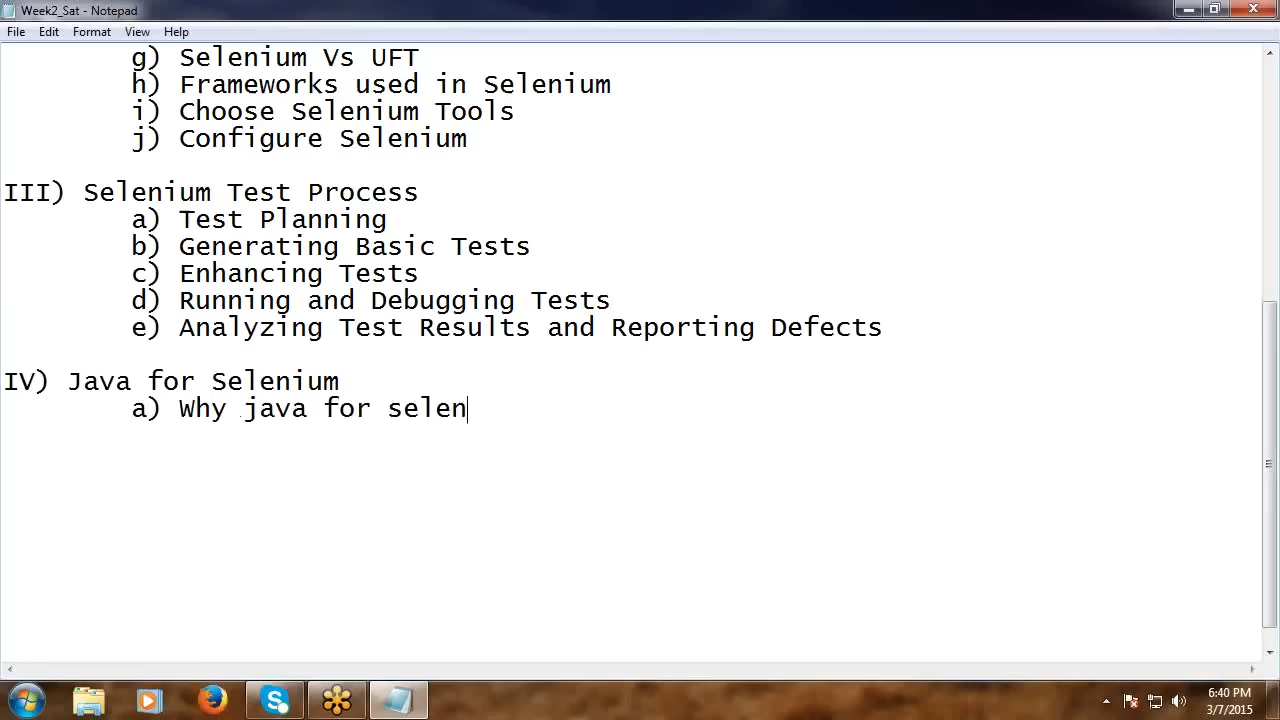 Week2_Sat - Notepad
File Edit Format View Help
g) Selenium Vs UFT
h) Frameworks used in Selenium
i) Choose Selenium Tools
j) Configure Selenium
III) Selenium Test Process
a) Test Planning
b) Generating Basic Tests
c) Enhancing Tests
d) Running and Debugging Tests
e) Analyzing Test Results and Reporting Defects
IV) Java for Selenium
a) Why java for selen
6:40 PM
3/7/2015